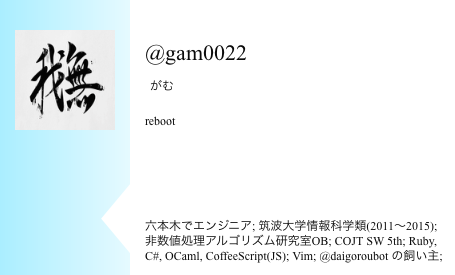 我無
@gam0022
がむ
reboot
六本木でエンジニア; 筑波大学情報科学類(2011〜2015);
非数値処理アルゴリズム研究室OB; COJT SW 5th; Ruby,
C#, OCaml, CoffeeScript(JS); Vim; @daigoroubot の飼い主;